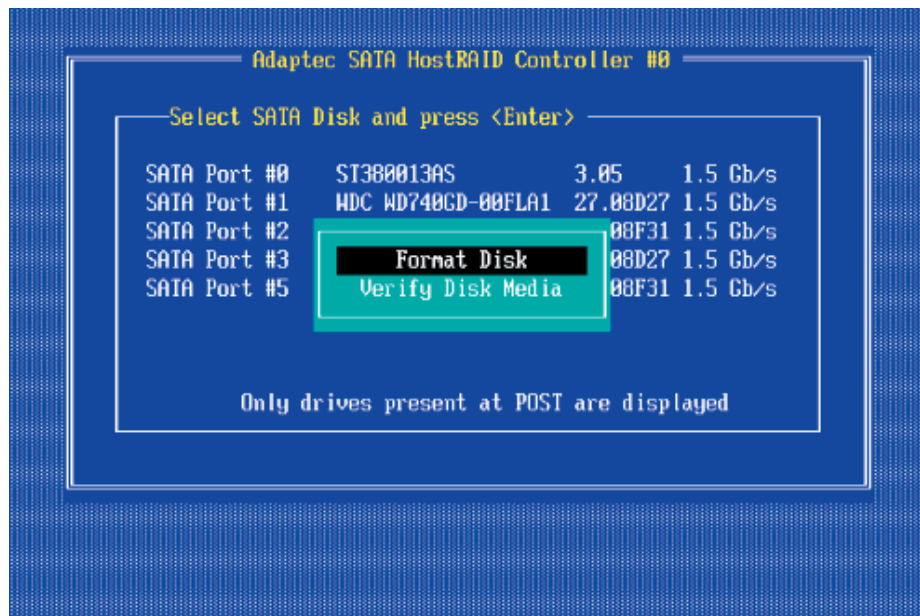 Adaptec SATA HostRAID Controller #0
Select SATA Disk and press <Enter>
SATA Port #0 ST380013AS 3.05 1.5 Gb/s
SATA Port #1 WDC WD740GD-00FLA1 27.08D27 1.5 Gb/s
SATA Port #2 08F31 1.5 Gb/s
SATA Port #3 08D27 1.5 Gb/s
SATA Port #5 08F31 1.5 Gb/s
Format Disk
Verify Disk Media
Only drives present at POST are displayed